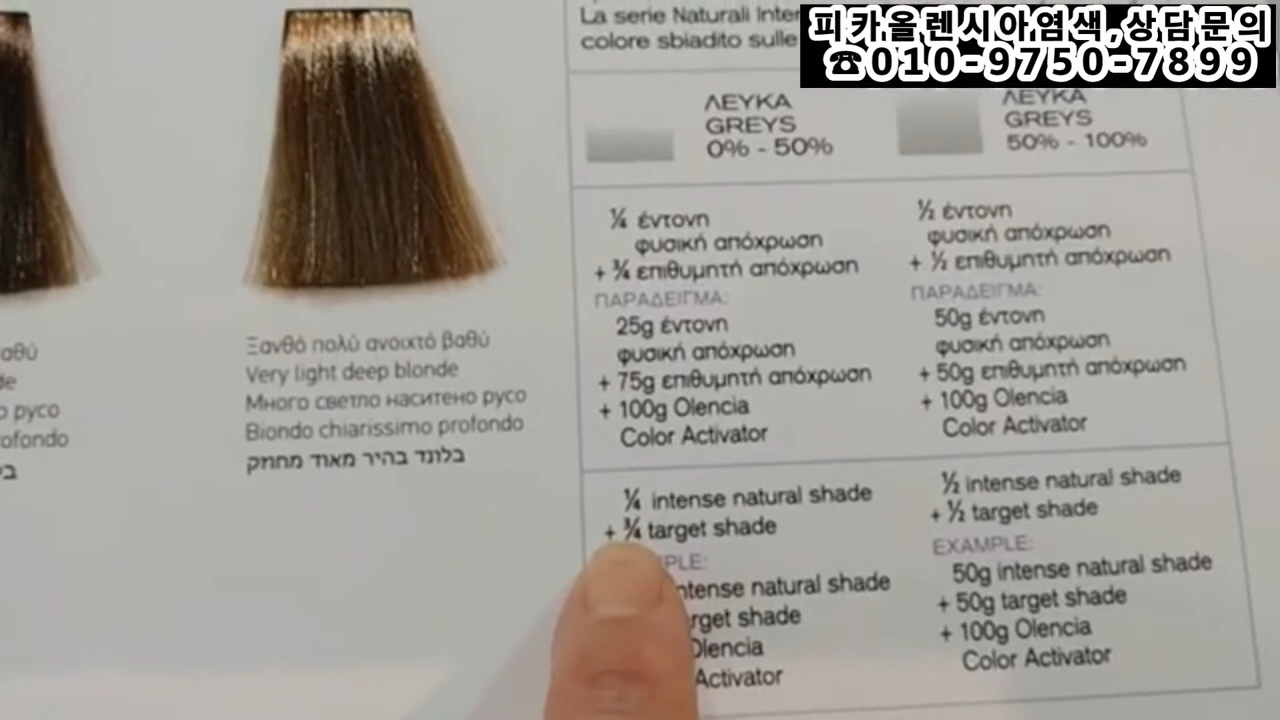 La serie Naturali
colore sbiadito sulle
피카올렌시아염색,상담문의
☎010-9750-7899
ΛΕΥΚΑ
GREYS
0% - 50%
ΛΕΥΚΑ
GREYS
50% - 100%
¼ έντονη
φυσική απόχρωση
+ ¾ επιθυμητή απόχρωση
ΠΑΡΑΔΕΙΓΜΑ:
25g έντονη
φυσική απόχρωση
+ 75g επιθυμητή απόχρωση
+ 100g Olencia
Color Activator
½ έντονη
φυσική απόχρωση
+ ½ επιθυμητή απόχρωση
ΠΑΡΑΔΕΙΓΜΑ:
50g έντονη
φυσική απόχρωση
+ 50g επιθυμητή απόχρωση
+ 100g Olencia
Color Activator
Ξανθό πολύ ανοιχτό βαθύ
Very light deep blonde
Много светло наситено русо
Biondo chiarissimo profondo
בלונד בהיר מאוד מחוזק
русо
¼ intense natural shade
+ ¾ target shade
intense natural shade
target shade
Olencia
Activator
½ intense natural shade
+ ½ target shade
EXAMPLE:
50g intense natural shade
+ 50g target shade
+ 100g Olencia
Color Activator